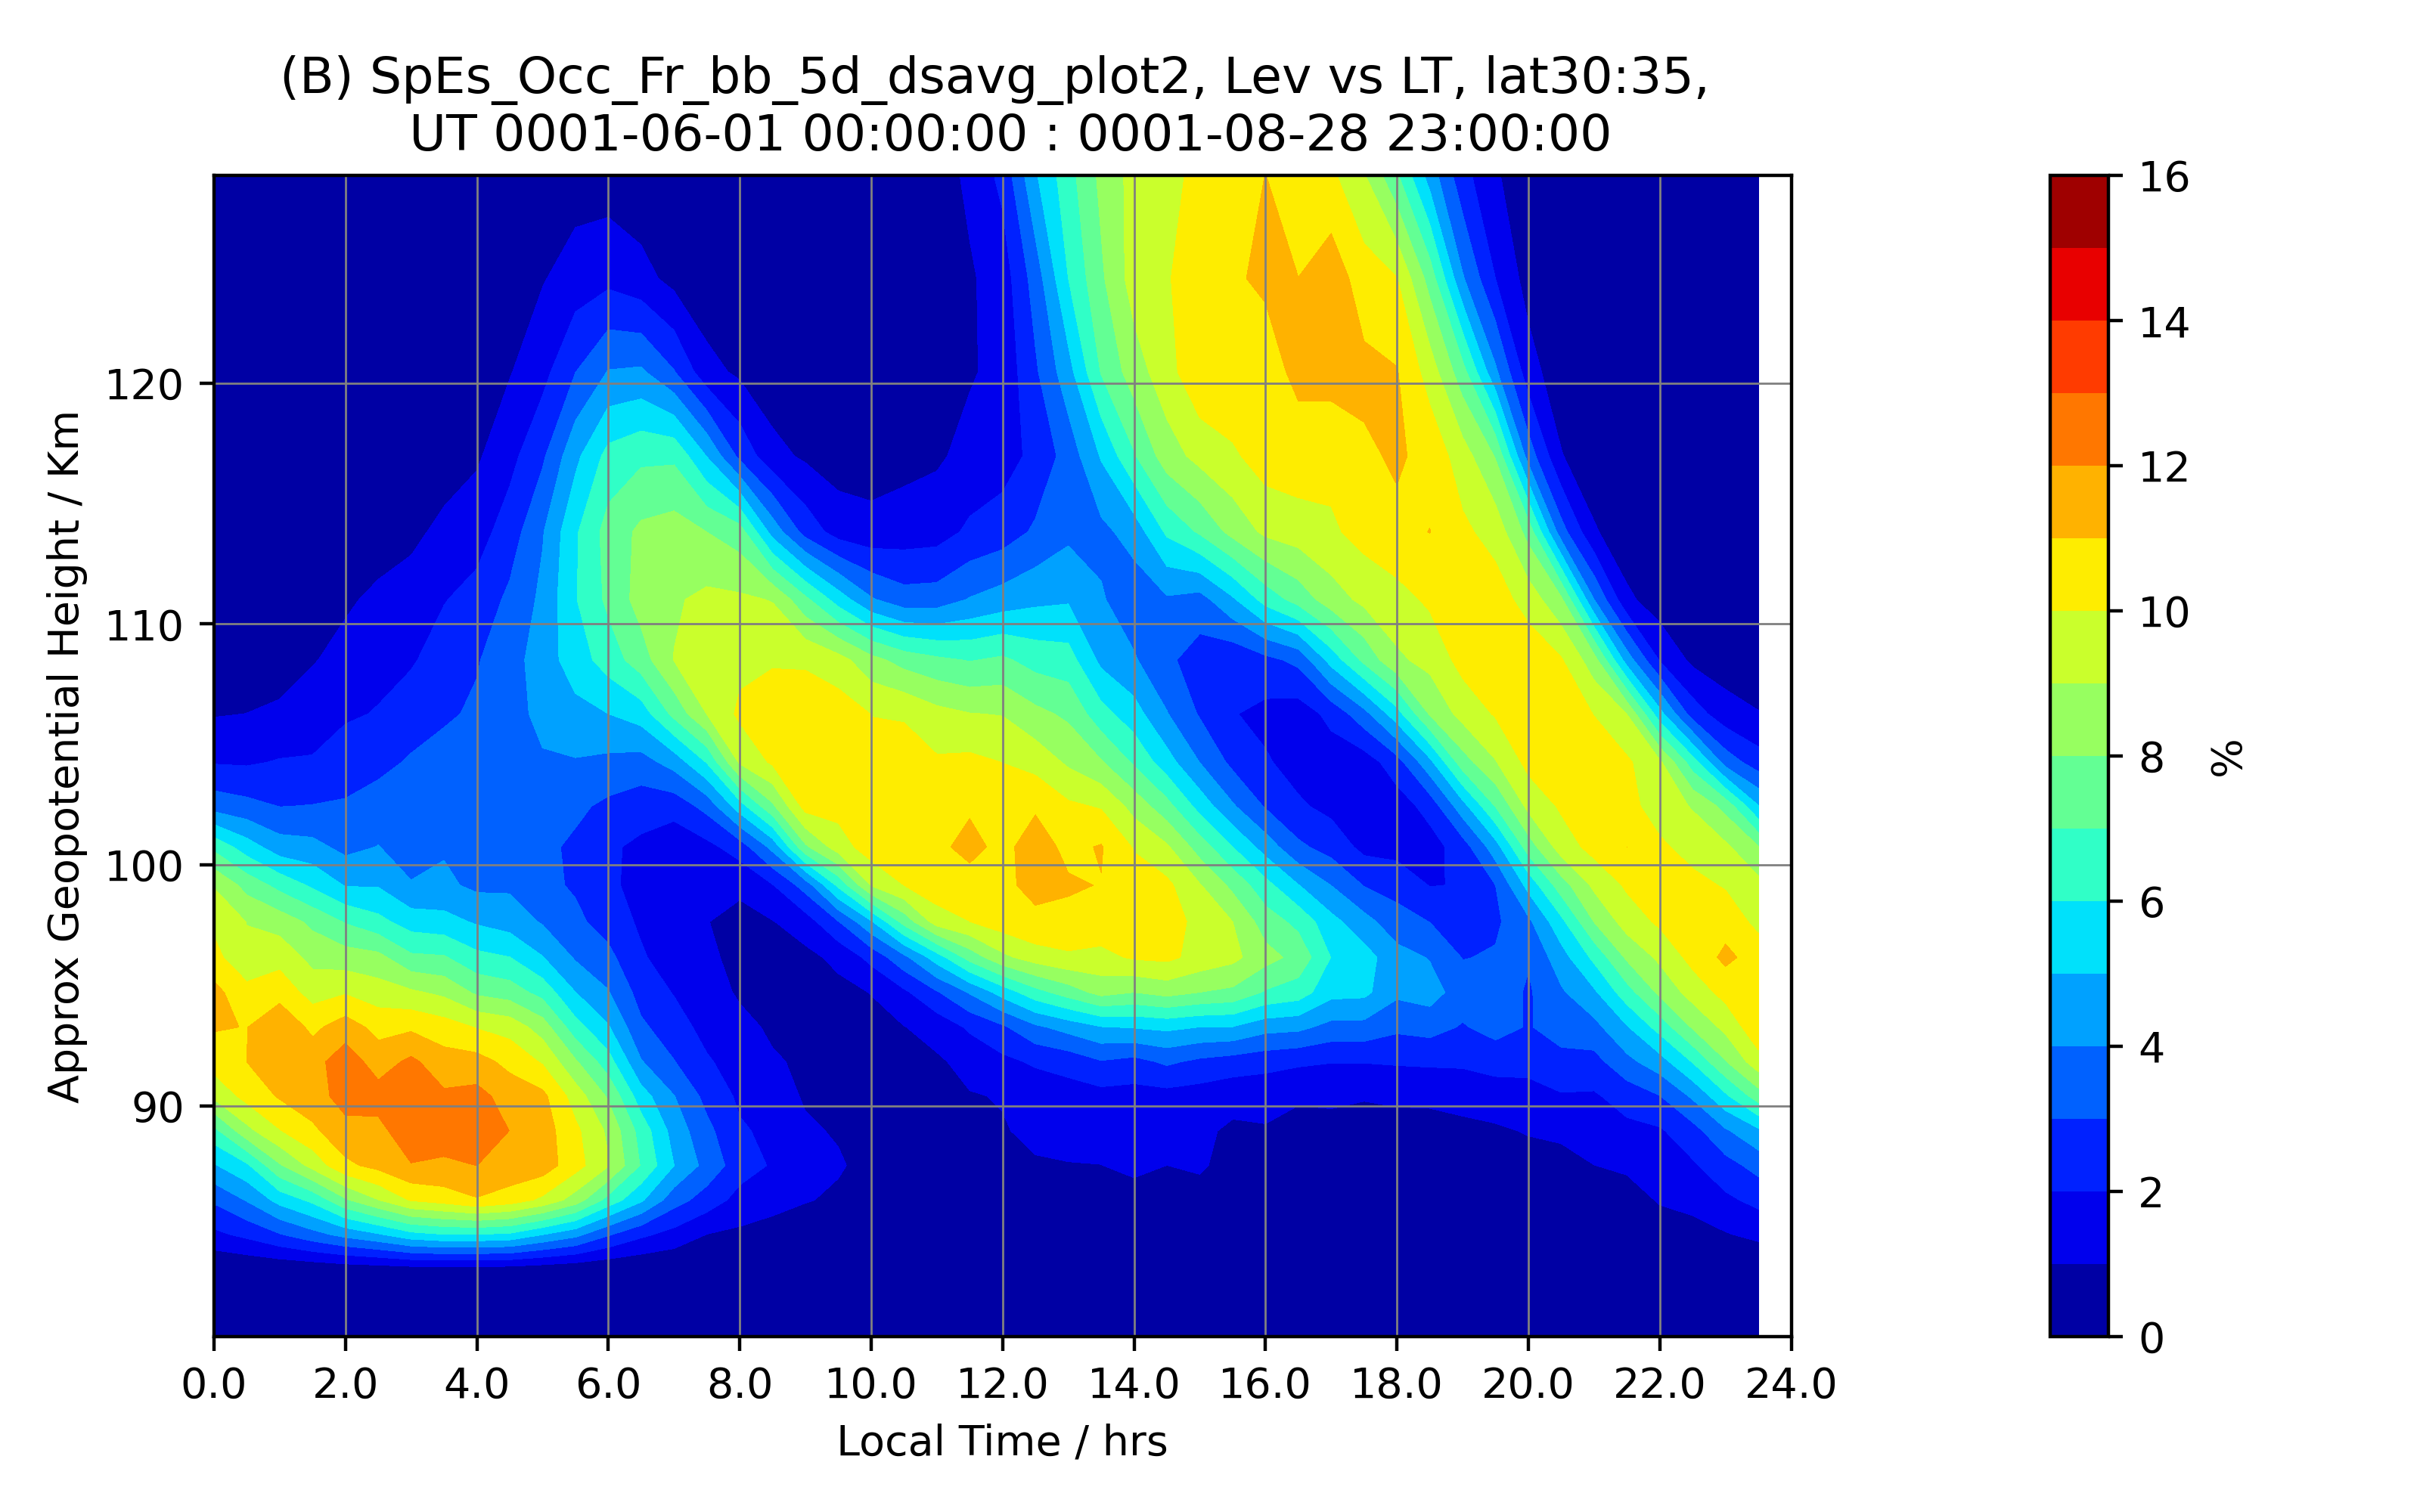 (B) SpEs_Occ_Fr_bb_5d_dsavg_plot2, Lev vs LT, lat30:35,
UT 0001-06-01 00:00:00 : 0001-08-28 23:00:00
Approx Geopotential Height / Km
120
110
100
90
0.0 2.0 4.0 6.0 8.0 10.0 12.0 14.0 16.0 18.0 20.0 22.0 24.0
Local Time / hrs
16
14
12
10
8
6
4
2
0
%